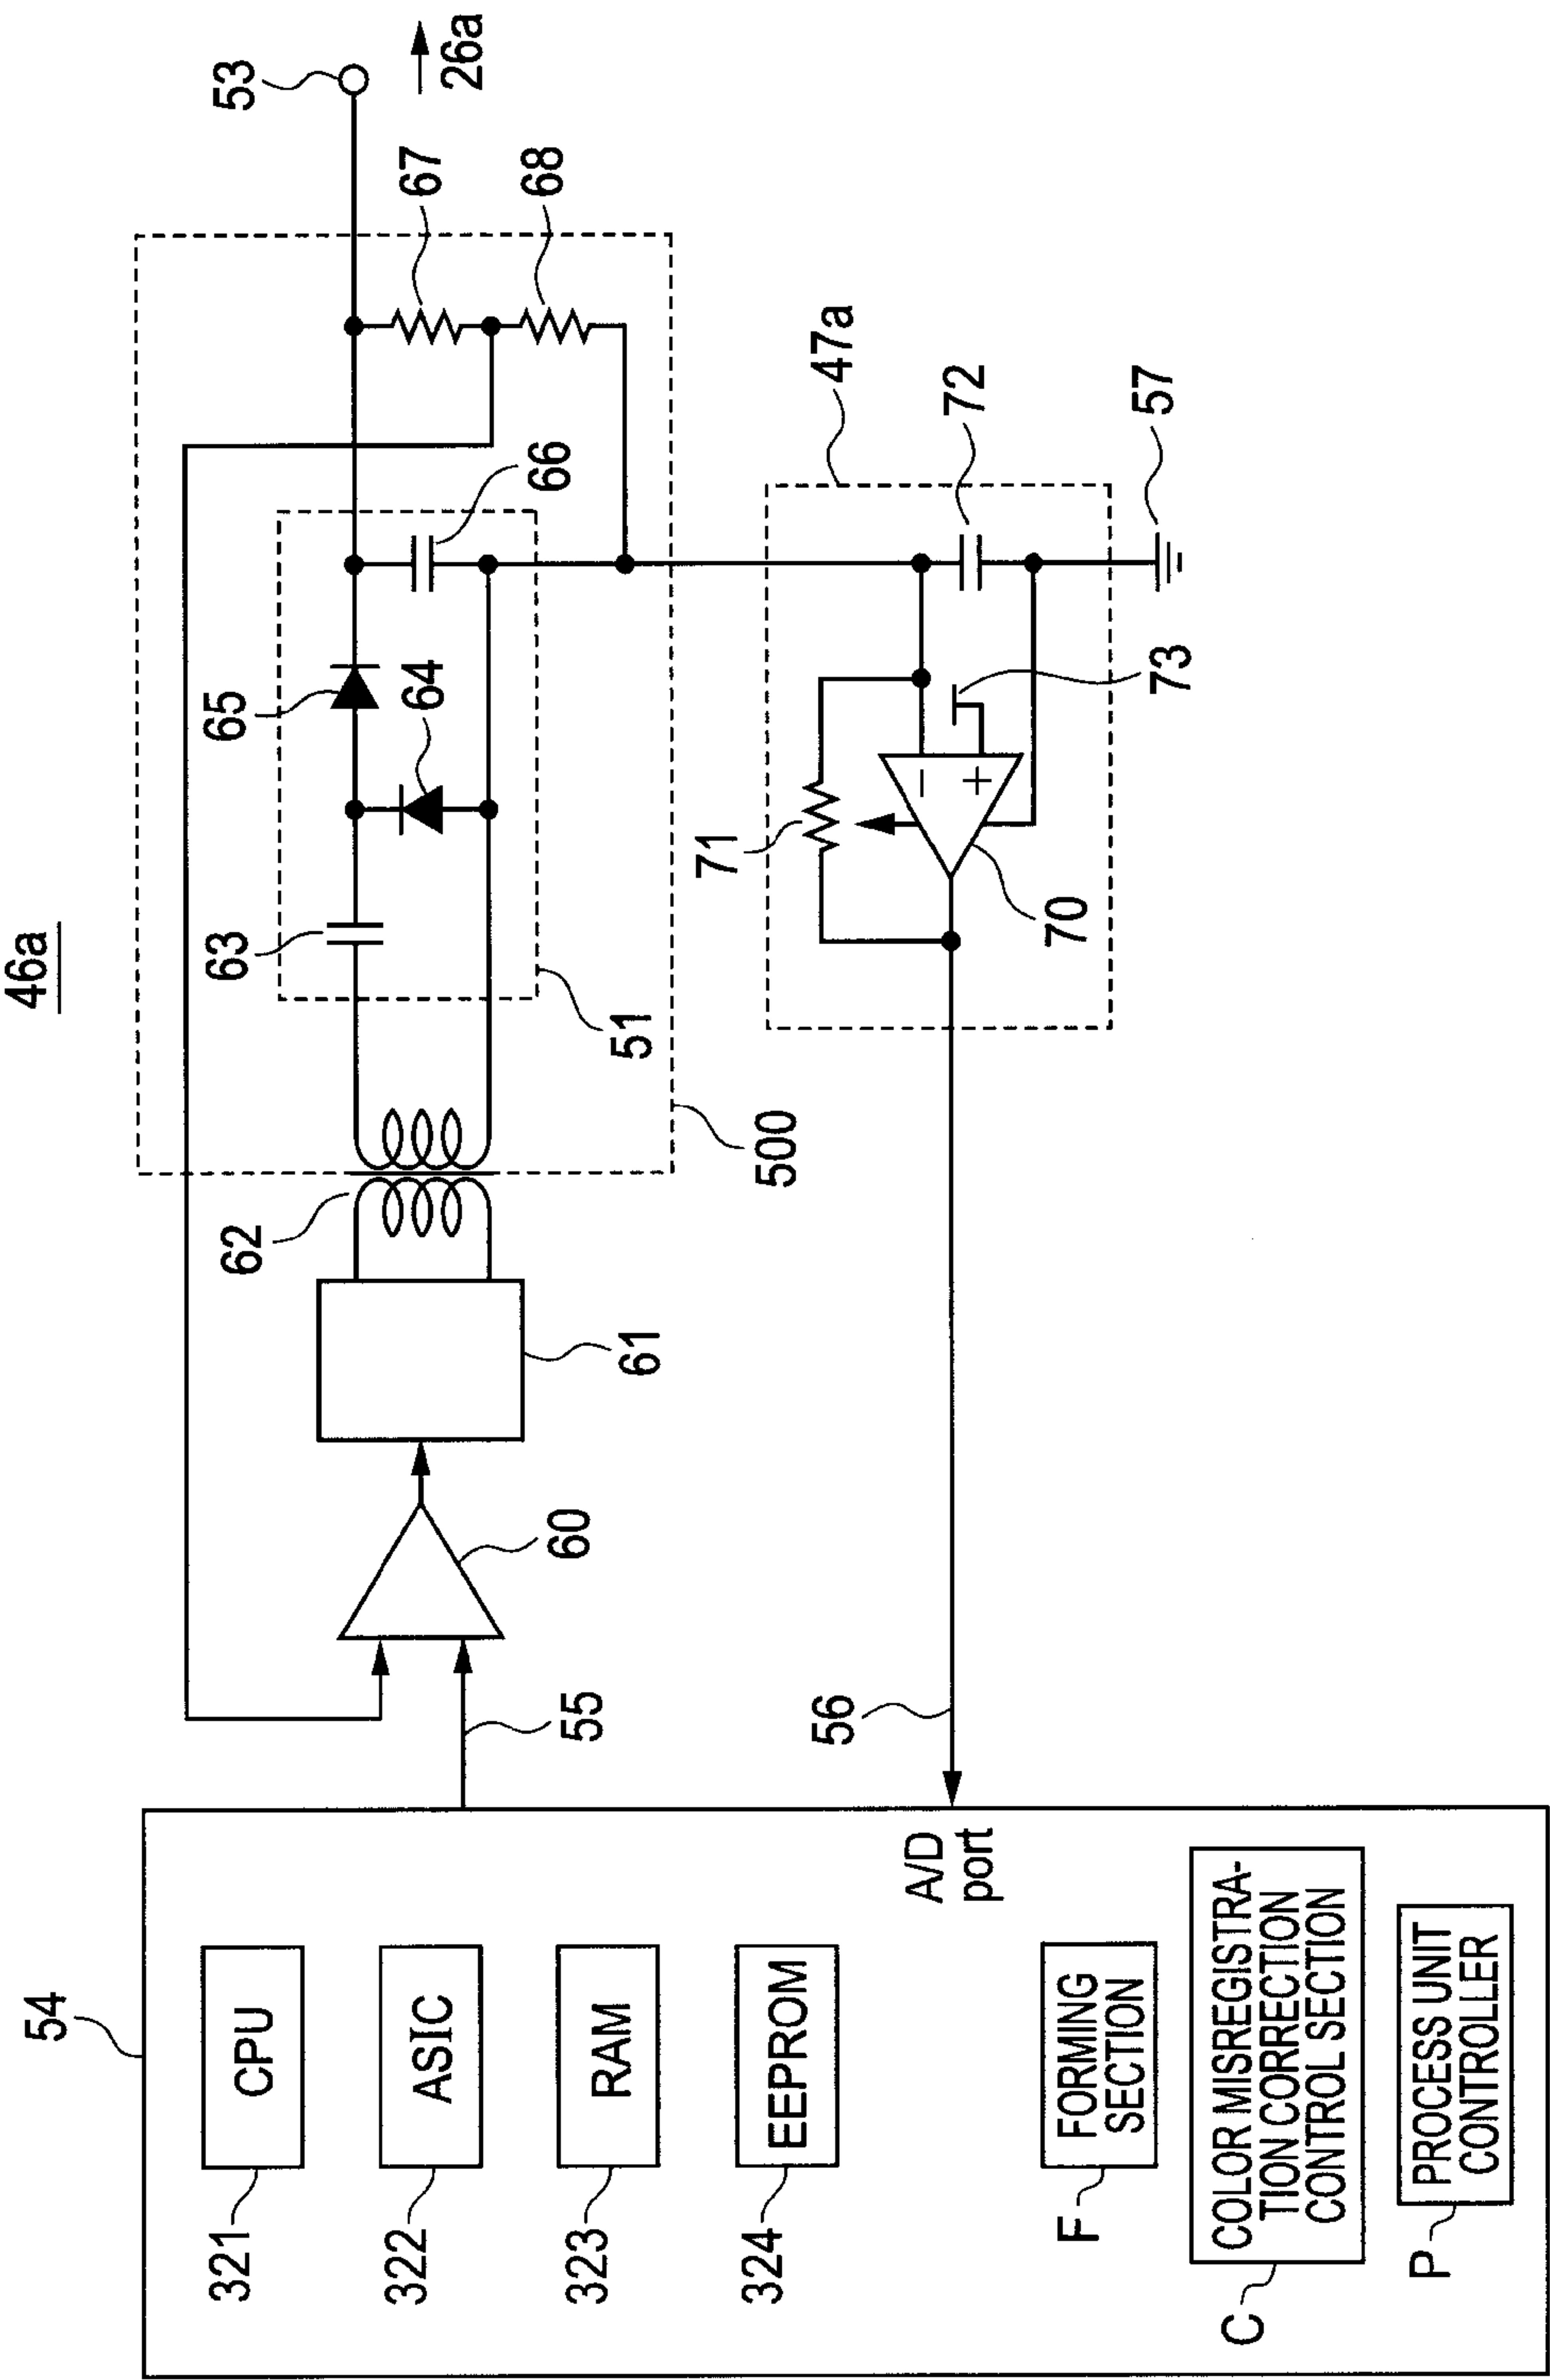 46a
54
CPU
321
ASIC
322
RAM
323
EEPROM
324
A/D
port
FORMING
SECTION
F
COLOR MISREGISTRA-
TION CORRECTION
CONTROL SECTION
C
PROCESS UNIT
CONTROLLER
P
55
56
60
61
62
500
51
63
64
65
66
67
68
53
26a
47a
71
70
−
+
73
72
57